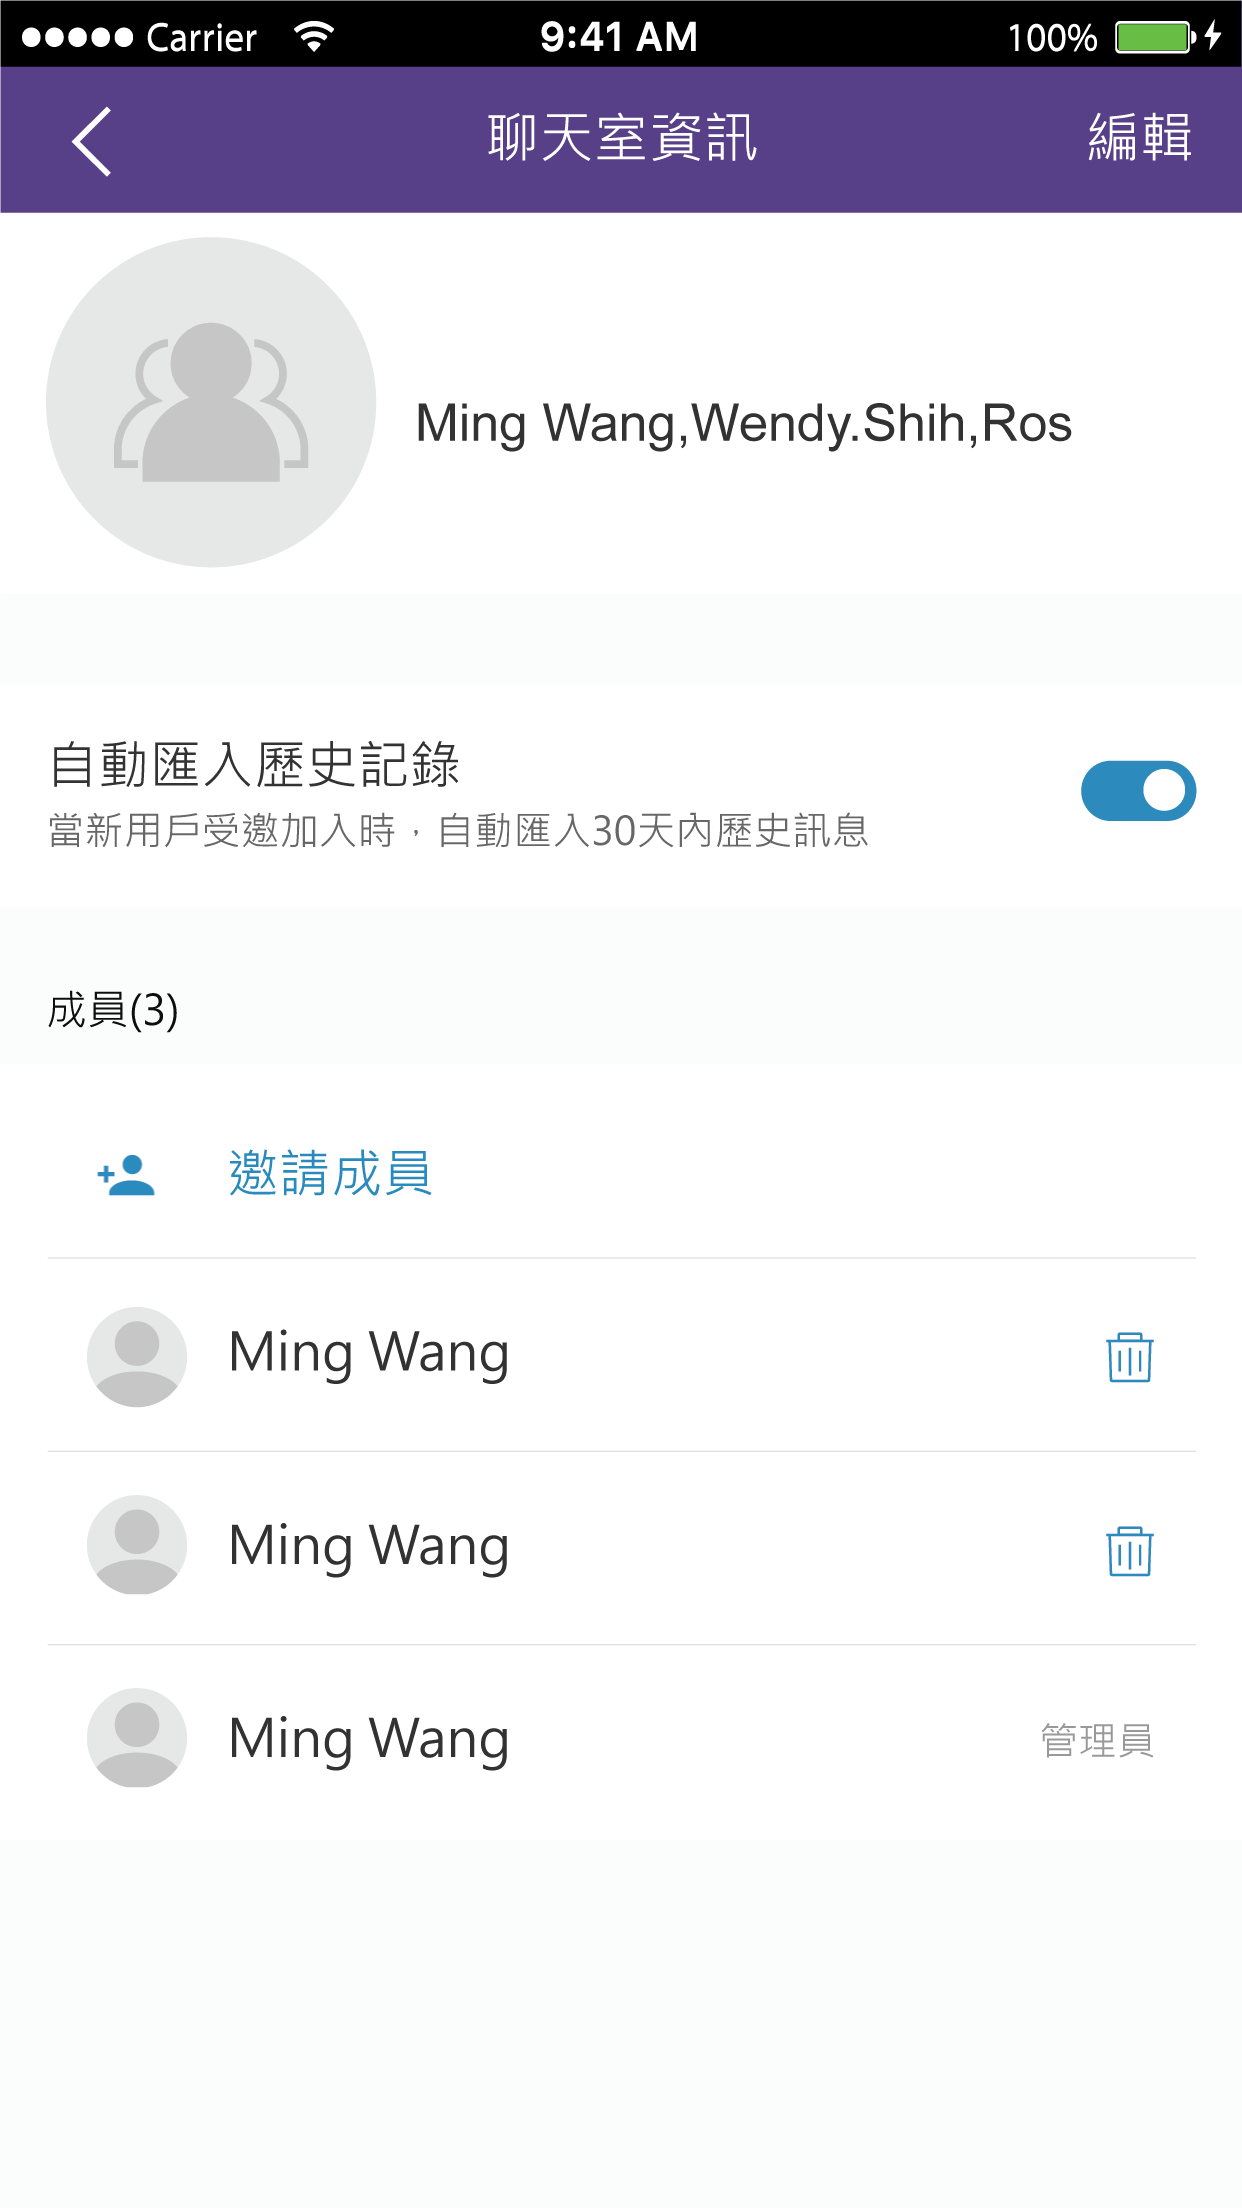 Carrier 9:41 AM 100%
聊天室資訊 編輯
Ming Wang,Wendy.Shih,Ros
自動匯入歷史記錄
當新用戶受邀加入時，自動匯入30天內歷史訊息
成員(3)
邀請成員
Ming Wang
Ming Wang
Ming Wang 管理員